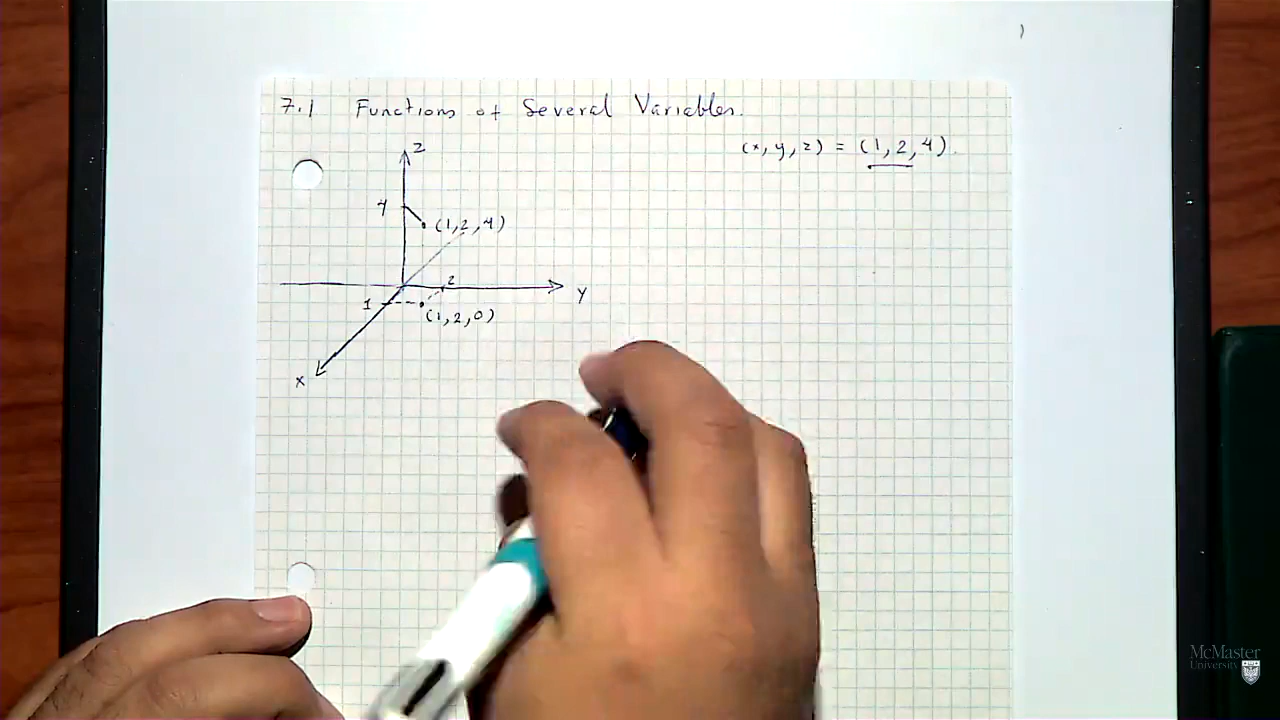 7.1 Functions of Several Variables.
(x, y, z) = (1, 2, 4).
z
4
(1, 2, 4)
2
y
1
(1, 2, 0)
x
McMaster
University